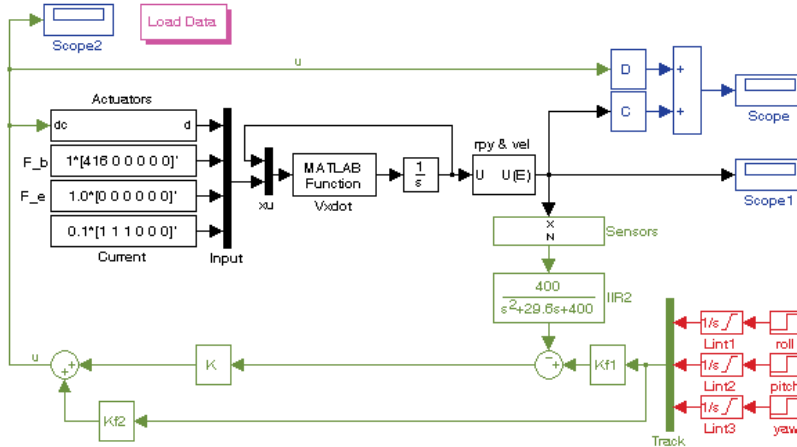 Load Data
Scope2
u
D
+
Actuators
dc d
C
+
Scope
F_b 1*[416 0 0 0 0 0]'
rpy & vel
MATLAB
Function
1
s
U U(E)
F_e 1.0*[0 0 0 0 0 0]'
xu
Vxdot
Scope1
0.1*[1 1 1 0 0 0]'
Current
Input
X
N
Sensors
400
s²+29.6s+400
IIR2
1/s
Lint1
roll
u
+
+
K
−
+
Kf1
1/s
Lint2
pitch
Kf2
1/s
Lint3
yaw
Track